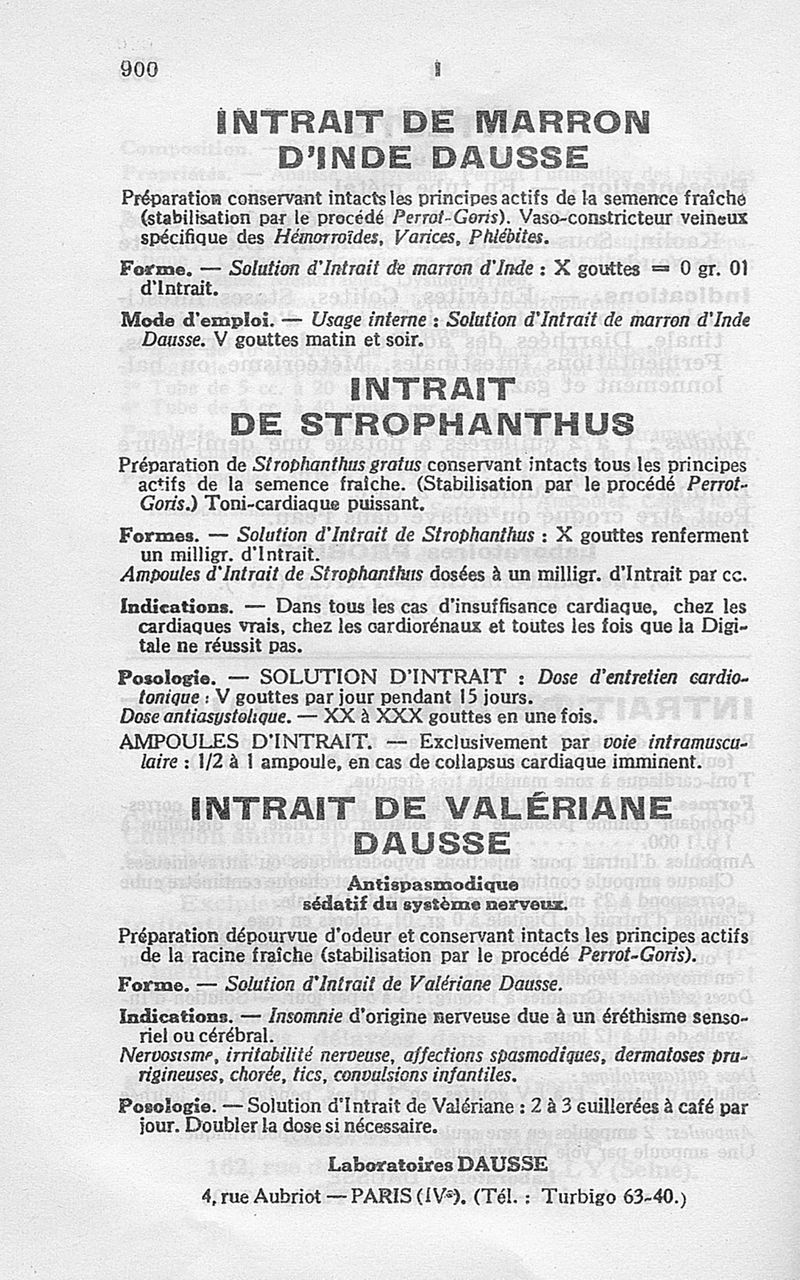 900
I
INTRAIT DE MARRON
D'INDE DAUSSE
Préparation conservant intacts les principes actifs de la semence fraîche
(stabilisation par le procédé Perrot-Goris). Vaso-constricteur veineux
spécifique des Hémorroïdes, Varices, Phlébites.
Forme. — Solution d'Intrait de marron d'Inde : X gouttes = 0 gr. 01
d'Intrait.
Mode d'emploi. — Usage interne : Solution d'Intrait de marron d'Inde
Dausse. V gouttes matin et soir.
INTRAIT
DE STROPHANTHUS
Préparation de Strophanthus gratus conservant intacts tous les principes
actifs de la semence fraîche. (Stabilisation par le procédé Perrot-
Goris.) Toni-cardiaque puissant.
Formes. — Solution d'Intrait de Strophanthus : X gouttes renferment
un milligr. d'Intrait.
Ampoules d'Intrait de Strophanthus dosées à un milligr. d'Intrait par cc.
Indications. — Dans tous les cas d'insuffisance cardiaque, chez les
cardiaques vrais, chez les cardiorénaux et toutes les fois que la Digi-
tale ne réussit pas.
Posologie. — SOLUTION D'INTRAIT : Dose d'entretien cardio-
tonique : V gouttes par jour pendant 15 jours.
Dose antiasystolique. — XX à XXX gouttes en une fois.
AMPOULES D'INTRAIT. — Exclusivement par voie intramuscu-
laire : 1/2 à 1 ampoule, en cas de collapsus cardiaque imminent.
INTRAIT DE VALÉRIANE
DAUSSE
Antispasmodique
sédatif du système nerveux.
Préparation dépourvue d'odeur et conservant intacts les principes actifs
de la racine fraîche (stabilisation par le procédé Perrot-Goris).
Forme. — Solution d'Intrait de Valériane Dausse.
Indications. — Insomnie d'origine nerveuse due à un éréthisme senso-
riel ou cérébral.
Nervosisme, irritabilité nerveuse, affections spasmodiques, dermatoses pru-
rigineuses, chorée, tics, convulsions infantiles.
Posologie. — Solution d'Intrait de Valériane : 2 à 3 cuillerées à café par
jour. Doubler la dose si nécessaire.
Laboratoires DAUSSE
4, rue Aubriot — PARIS (IVe). (Tél. : Turbigo 63-40.)